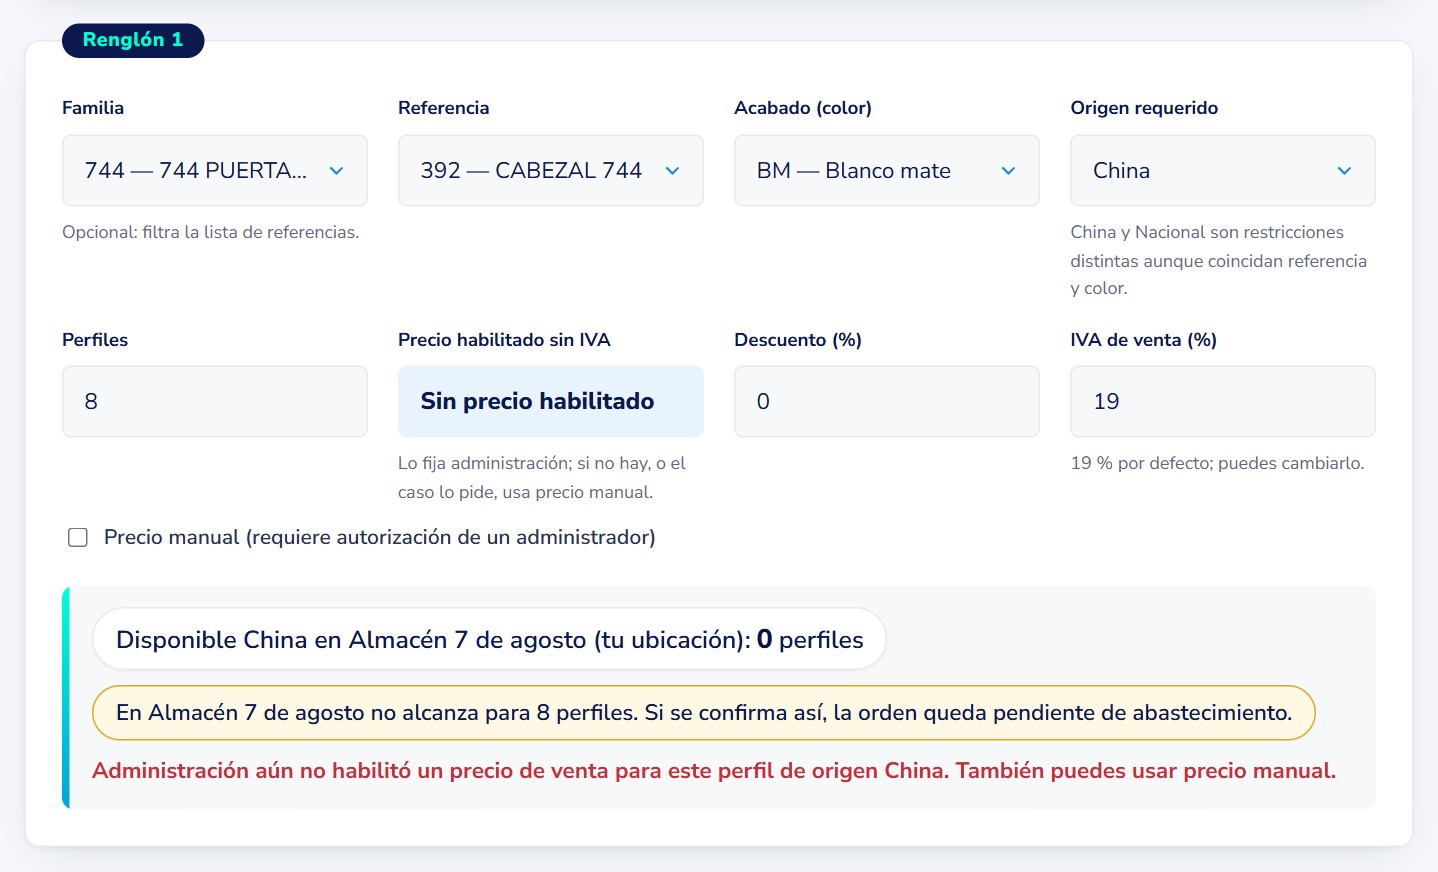 Renglón 1
Familia
Referencia
Acabado (color)
Origen requerido
744 — 744 PUERTA...
392 — CABEZAL 744
BM — Blanco mate
China
Opcional: filtra la lista de referencias.
China y Nacional son restricciones
distintas aunque coincidan referencia
y color.
Perfiles
Precio habilitado sin IVA
Descuento (%)
IVA de venta (%)
8
Sin precio habilitado
0
19
Lo fija administración; si no hay, o el
caso lo pide, usa precio manual.
19 % por defecto; puedes cambiarlo.
Precio manual (requiere autorización de un administrador)
Disponible China en Almacén 7 de agosto (tu ubicación): 0 perfiles
En Almacén 7 de agosto no alcanza para 8 perfiles. Si se confirma así, la orden queda pendiente de abastecimiento.
Administración aún no habilitó un precio de venta para este perfil de origen China. También puedes usar precio manual.